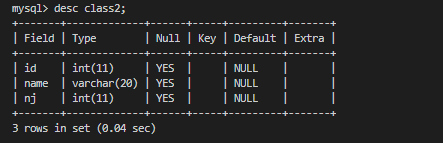 mysql> desc class2;
+-------+-------------+------+-----+---------+-------+
| Field | Type        | Null | Key | Default | Extra |
+-------+-------------+------+-----+---------+-------+
| id    | int(11)     | YES  |     | NULL    |       |
| name  | varchar(20) | YES  |     | NULL    |       |
| nj    | int(11)     | YES  |     | NULL    |       |
+-------+-------------+------+-----+---------+-------+
3 rows in set (0.04 sec)